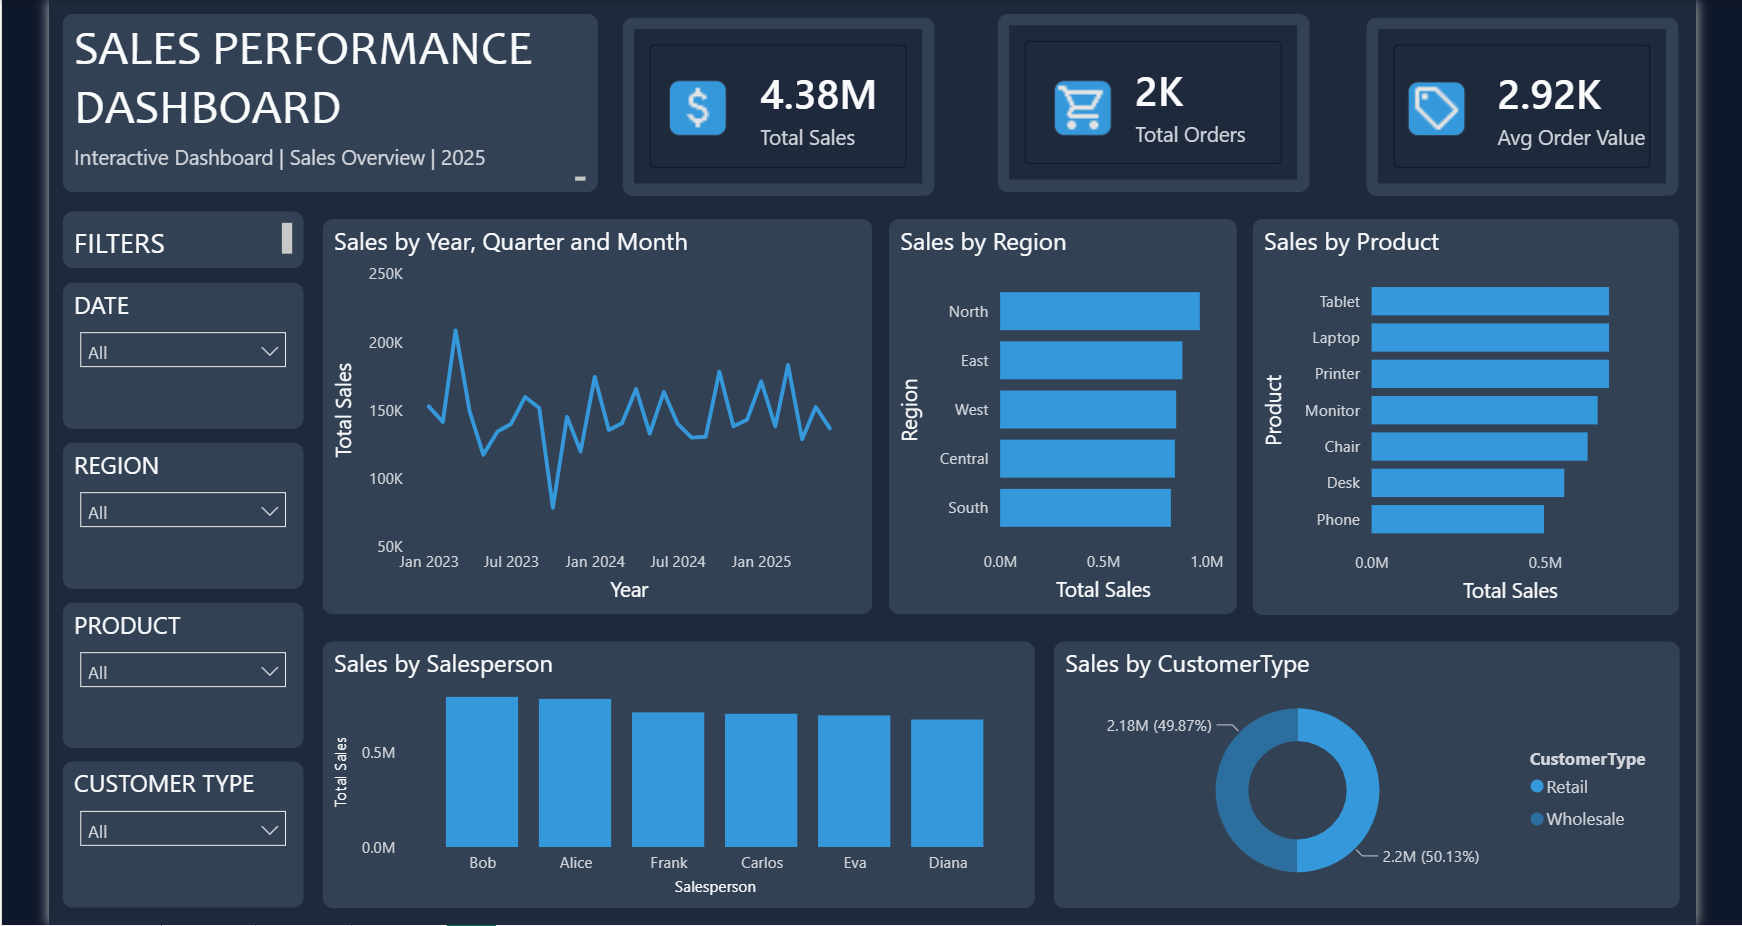 SALES PERFORMANCE
DASHBOARD
Interactive Dashboard | Sales Overview | 2025
4.38M
Total Sales
2K
Total Orders
2.92K
Avg Order Value
FILTERS
DATE
All
REGION
All
PRODUCT
All
CUSTOMER TYPE
All
Sales by Year, Quarter and Month
Total Sales
250K
200K
150K
100K
50K
Jan 2023 Jul 2023 Jan 2024 Jul 2024 Jan 2025
Year
Sales by Region
Region
North
East
West
Central
South
0.0M 0.5M 1.0M
Total Sales
Sales by Product
Product
Tablet
Laptop
Printer
Monitor
Chair
Desk
Phone
0.0M 0.5M
Total Sales
Sales by Salesperson
Total Sales
0.5M
0.0M
Bob Alice Frank Carlos Eva Diana
Salesperson
Sales by CustomerType
2.18M (49.87%)
2.2M (50.13%)
CustomerType
Retail
Wholesale